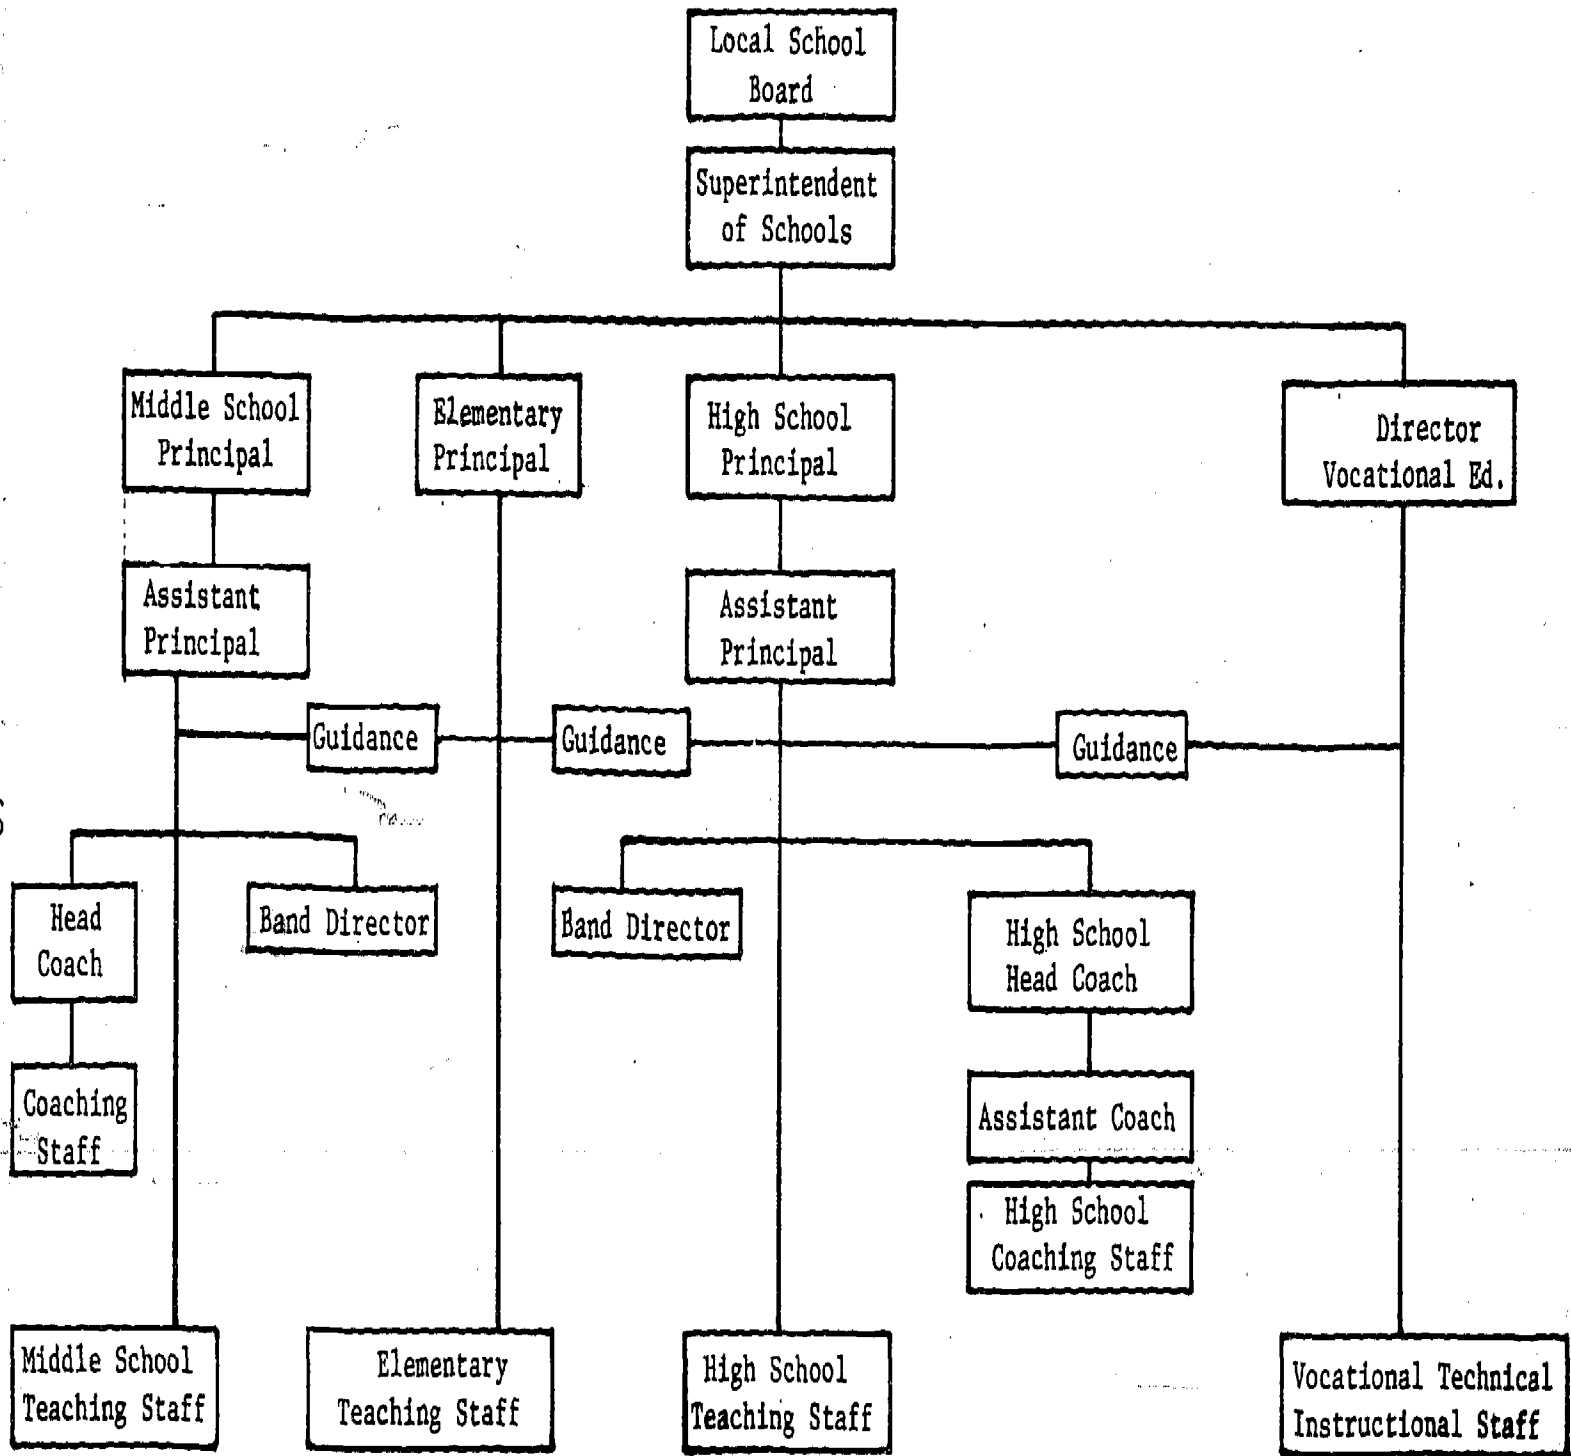 Local School
Board
Superintendent
of Schools
Middle School
Principal
Elementary
Principal
High School
Principal
Director
Vocational Ed.
Assistant
Principal
Assistant
Principal
Guidance
Guidance
Guidance
Head
Coach
Band Director
Band Director
High School
Head Coach
Coaching
Staff
Assistant Coach
High School
Coaching Staff
Middle School
Teaching Staff
Elementary
Teaching Staff
High School
Teaching Staff
Vocational Technical
Instructional Staff